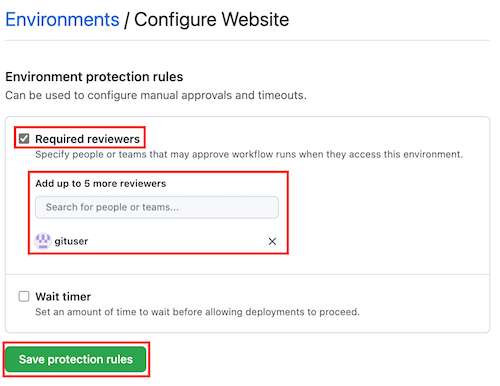 Environments / Configure Website
Environment protection rules
Can be used to configure manual approvals and timeouts.
Required reviewers
Specify people or teams that may approve workflow runs when they access this environment.
Add up to 5 more reviewers
Search for people or teams...
gituser
Wait timer
Set an amount of time to wait before allowing deployments to proceed.
Save protection rules